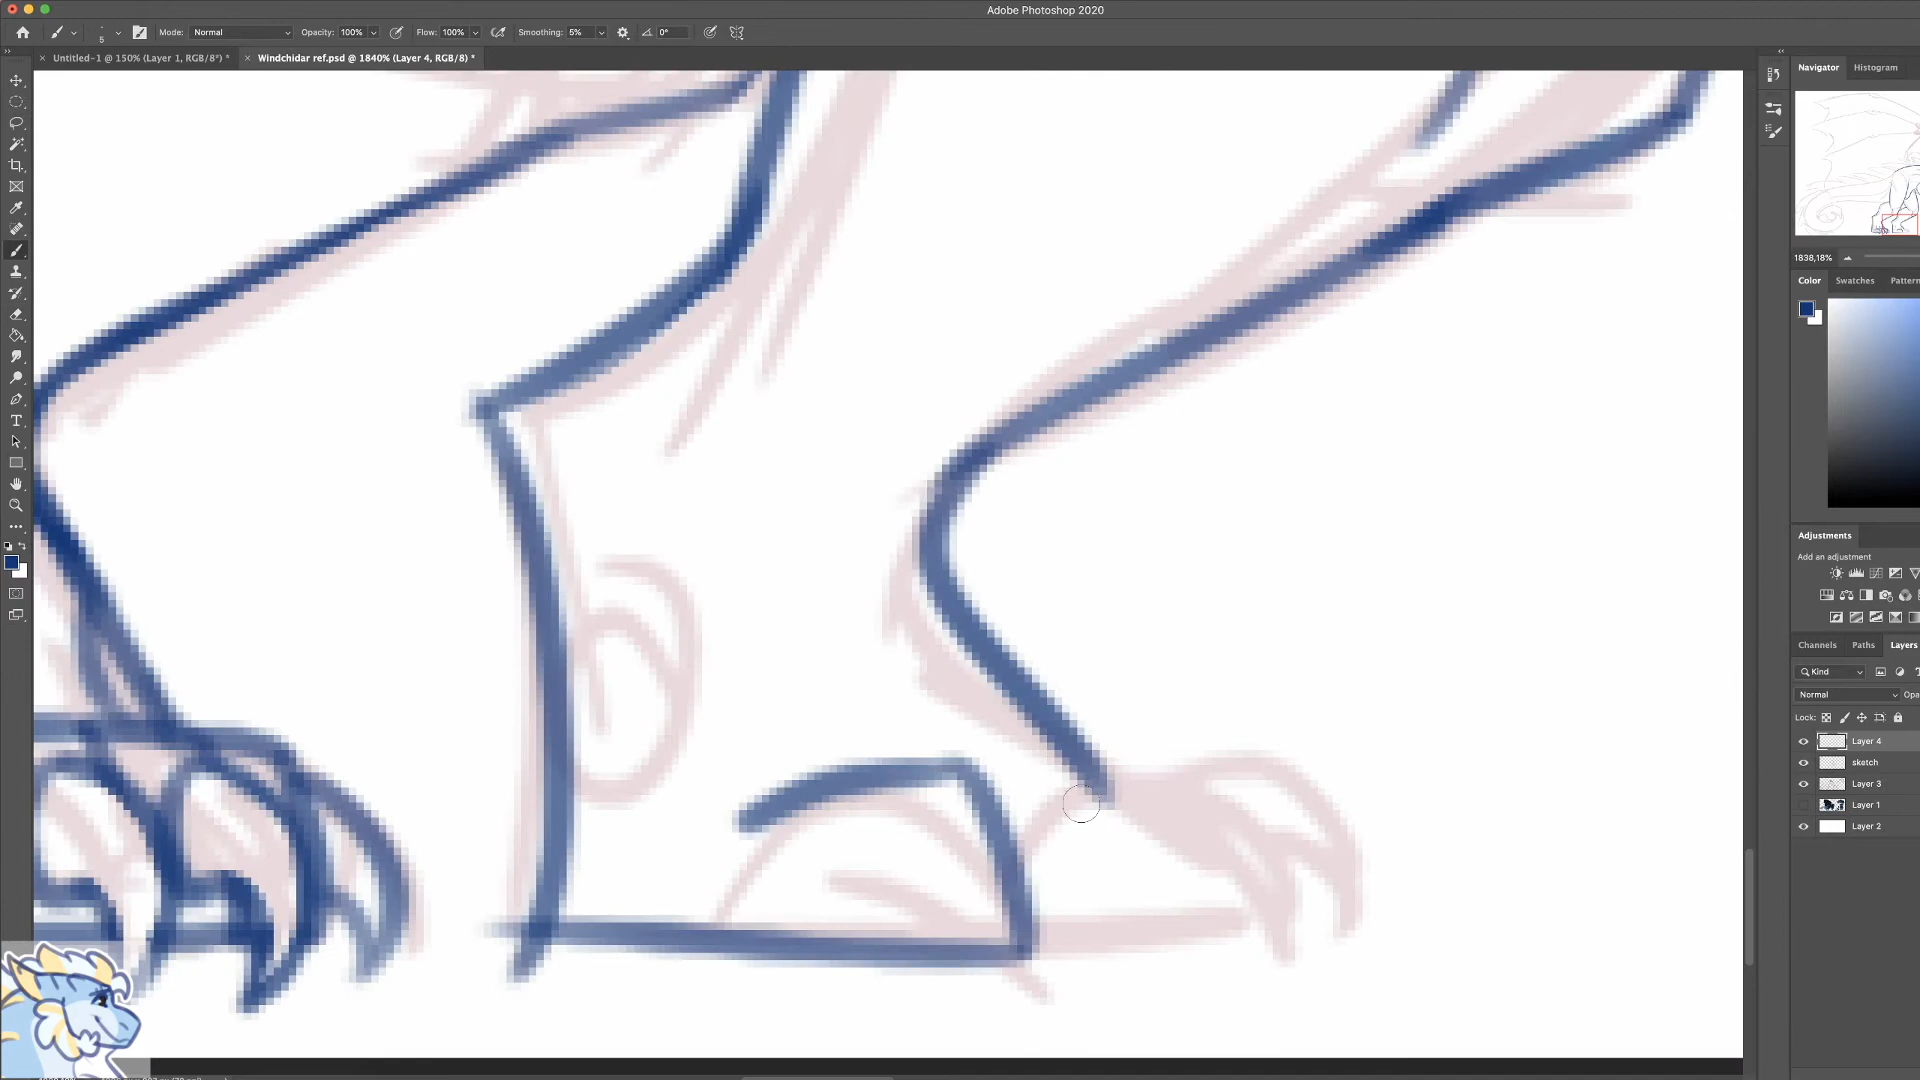 Adobe Photoshop 2020
5 Mode: Normal Opacity: 100% Flow: 100% Smoothing: 5% 0°
Untitled-1 @ 150% (Layer 1, RGB/8*) * Windchidar ref.psd @ 1840% (Layer 4, RGB/8) *
Navigator Histogram
1838,18%
Color Swatches Pattern
Adjustments
Add an adjustment
Channels Paths Layers
Kind
Normal Opa
Lock:
Layer 4
sketch
Layer 3
Layer 1
Layer 2